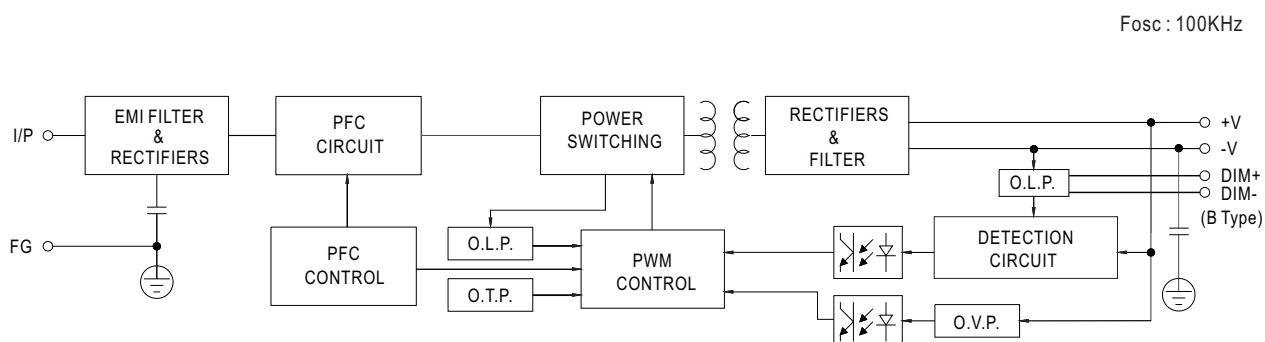 Fosc : 100KHz
I/P
EMI FILTER
&
RECTIFIERS
PFC
CIRCUIT
POWER
SWITCHING
RECTIFIERS
&
FILTER
+V
-V
DIM+
DIM-
(B Type)
O.L.P.
FG
PFC
CONTROL
O.L.P.
O.T.P.
PWM
CONTROL
DETECTION
CIRCUIT
O.V.P.